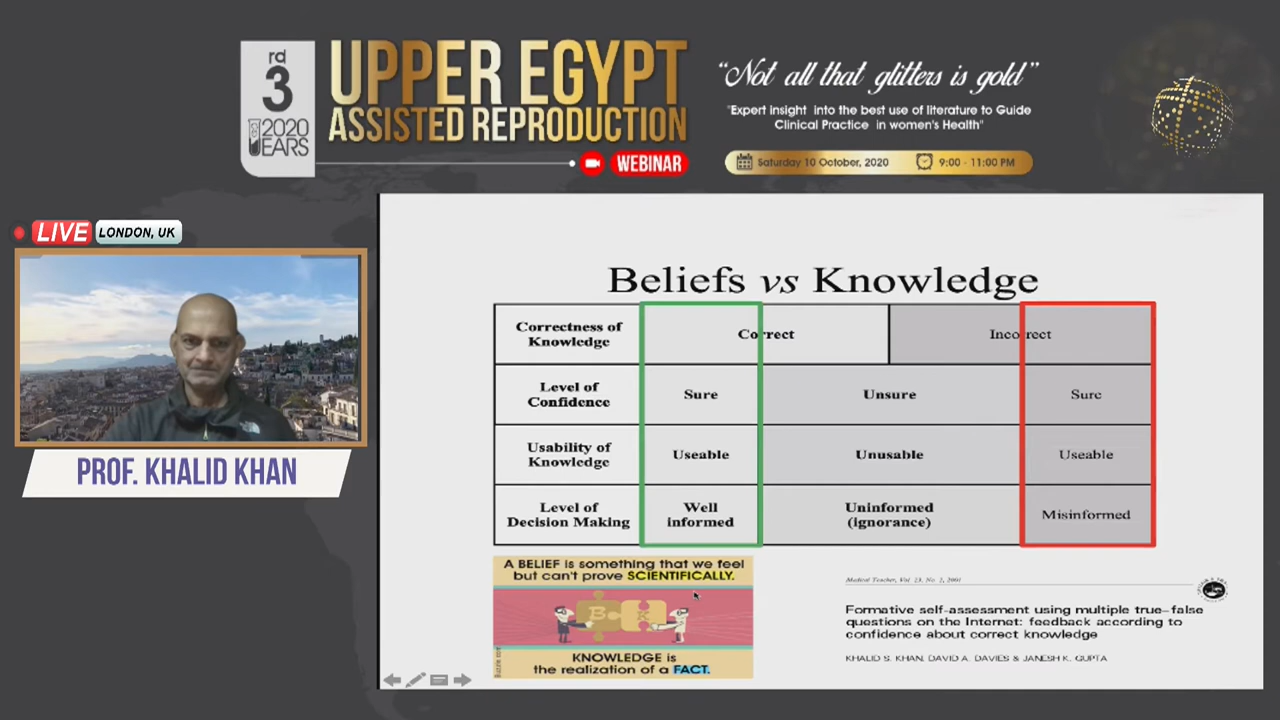 rd
3
2020
YEARS
UPPER EGYPT
ASSISTED REPRODUCTION
WEBINAR
“Not all that glitters is gold”
"Expert insight into the best use of literature to Guide
Clinical Practice in women's Health"
Saturday 10 October, 2020
9:00 - 11:00 PM
LIVE
LONDON, UK
PROF. KHALID KHAN
Beliefs vs Knowledge
Correctness of
Knowledge
Correct
Incorrect
Level of
Confidence
Sure
Unsure
Sure
Usability of
Knowledge
Useable
Unusable
Useable
Level of
Decision Making
Well
informed
Uninformed
(ignorance)
Misinformed
A BELIEF is something that we feel
but can't prove SCIENTIFICALLY.
B
K
KNOWLEDGE is
the realization of a FACT.
Medical Teacher, Vol. 23, No. 2, 2001
Formative self-assessment using multiple true–false
questions on the Internet: feedback according to
confidence about correct knowledge
KHALID S. KHAN, DAVID A. DAVIES & JANESH K. GUPTA